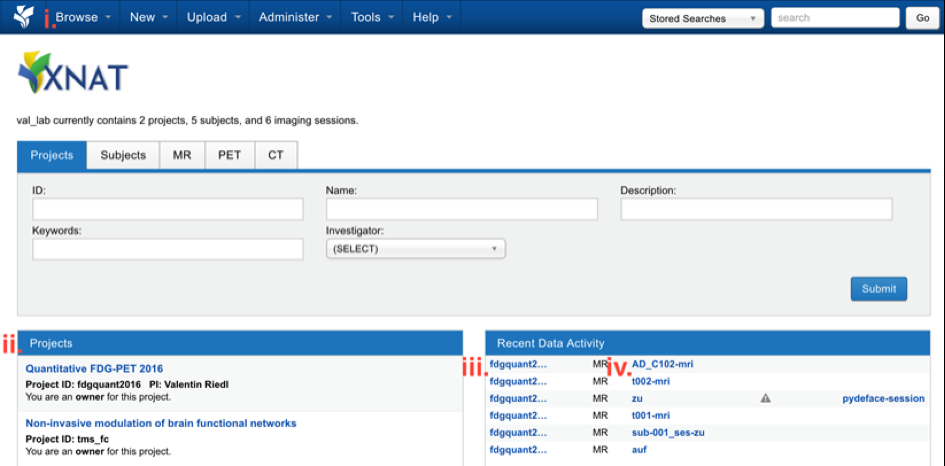 i. Browse New Upload Administer Tools Help Stored Searches search Go
XNAT
val_lab currently contains 2 projects, 5 subjects, and 6 imaging sessions.
Projects Subjects MR PET CT
ID: Name: Description:
Keywords: Investigator:
(SELECT)
Submit
ii. Projects
Quantitative FDG-PET 2016
Project ID: fdgquant2016 PI: Valentin Riedl
You are an owner for this project.
Non-invasive modulation of brain functional networks
Project ID: tms_fc
You are an owner for this project.
Recent Data Activity
iii. fdgquant2... MR iv. AD_C102-mri
fdgquant2... MR t002-mri
fdgquant2... MR zu pydeface-session
fdgquant2... MR t001-mri
fdgquant2... MR sub-001_ses-zu
fdgquant2... MR auf